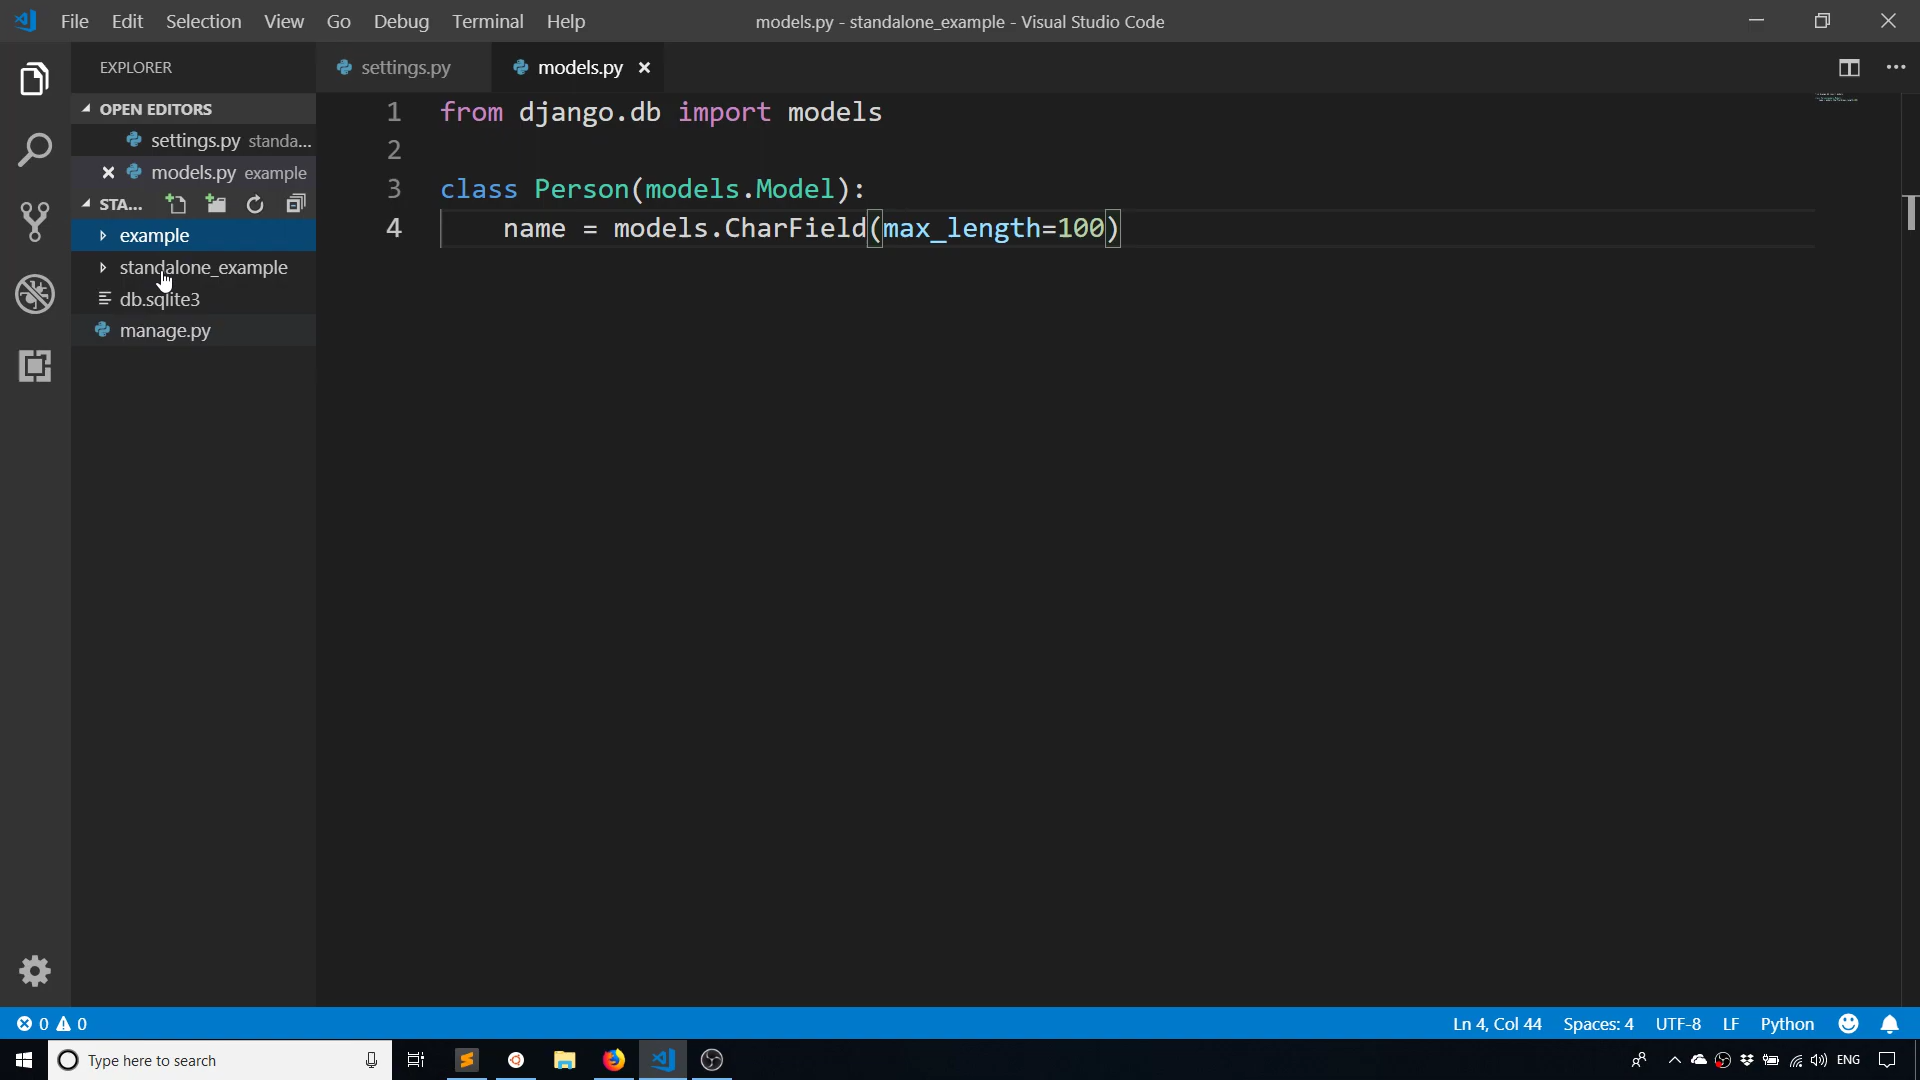 File Edit Selection View Go Debug Terminal Help models.py - standalone_example - Visual Studio Code
EXPLORER
settings.py models.py
OPEN EDITORS
settings.py standa...
models.py example
STA...
example
standalone_example
db.sqlite3
manage.py
1 from django.db import models
2
3 class Person(models.Model):
4 name = models.CharField(max_length=100)
0 0 Ln 4, Col 44 Spaces: 4 UTF-8 LF Python
Type here to search ENG